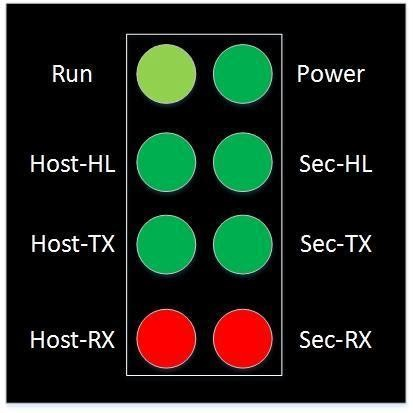 Run Power
Host-HL Sec-HL
Host-TX Sec-TX
Host-RX Sec-RX